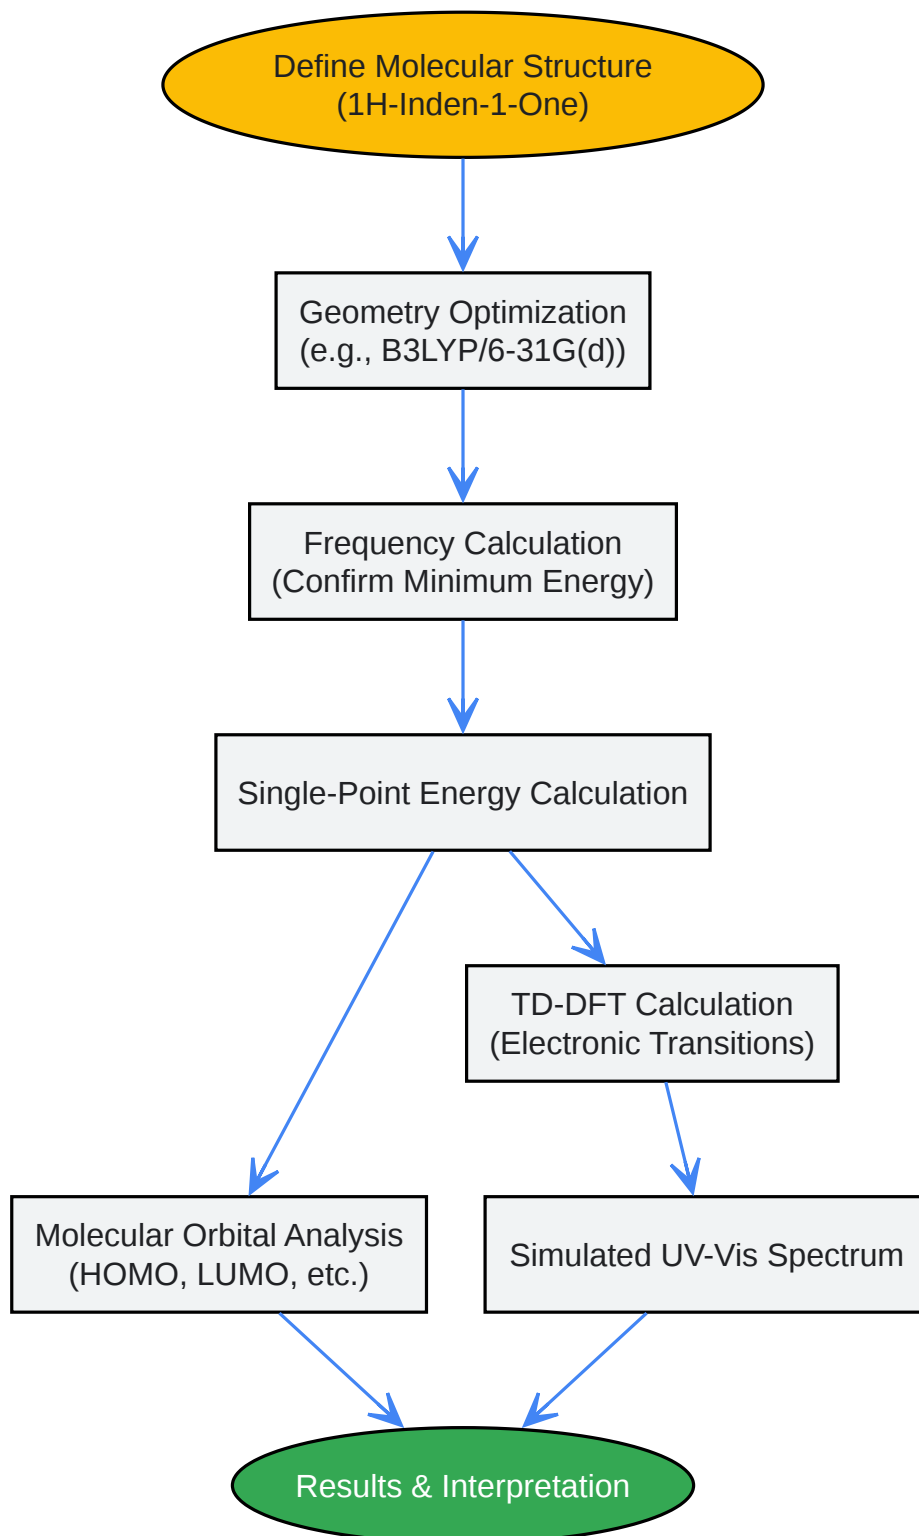 Define Molecular Structure
(1H-Inden-1-One)
Geometry Optimization
(e.g., B3LYP/6-31G(d))
Frequency Calculation
(Confirm Minimum Energy)
Single-Point Energy Calculation
TD-DFT Calculation
(Electronic Transitions)
Molecular Orbital Analysis
(HOMO, LUMO, etc.)
Simulated UV-Vis Spectrum
Results & Interpretation